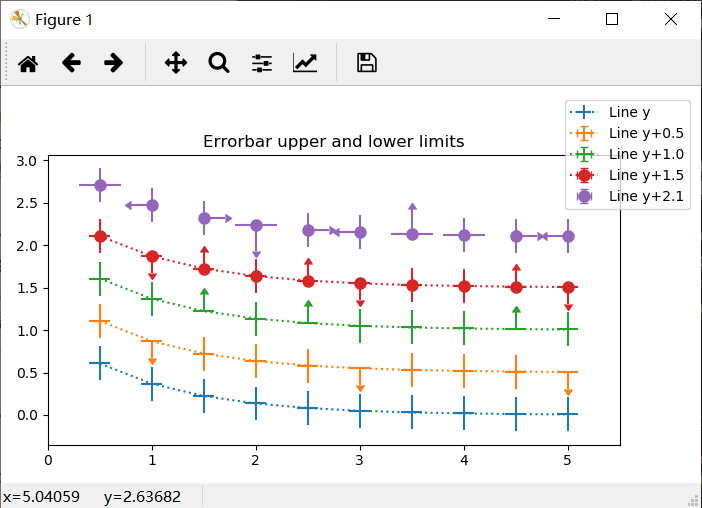 Figure 1
Errorbar upper and lower limits
Line y
Line y+0.5
Line y+1.0
Line y+1.5
Line y+2.1
3.0
2.5
2.0
1.5
1.0
0.5
0.0
0 1 2 3 4 5
x=5.04059 y=2.63682